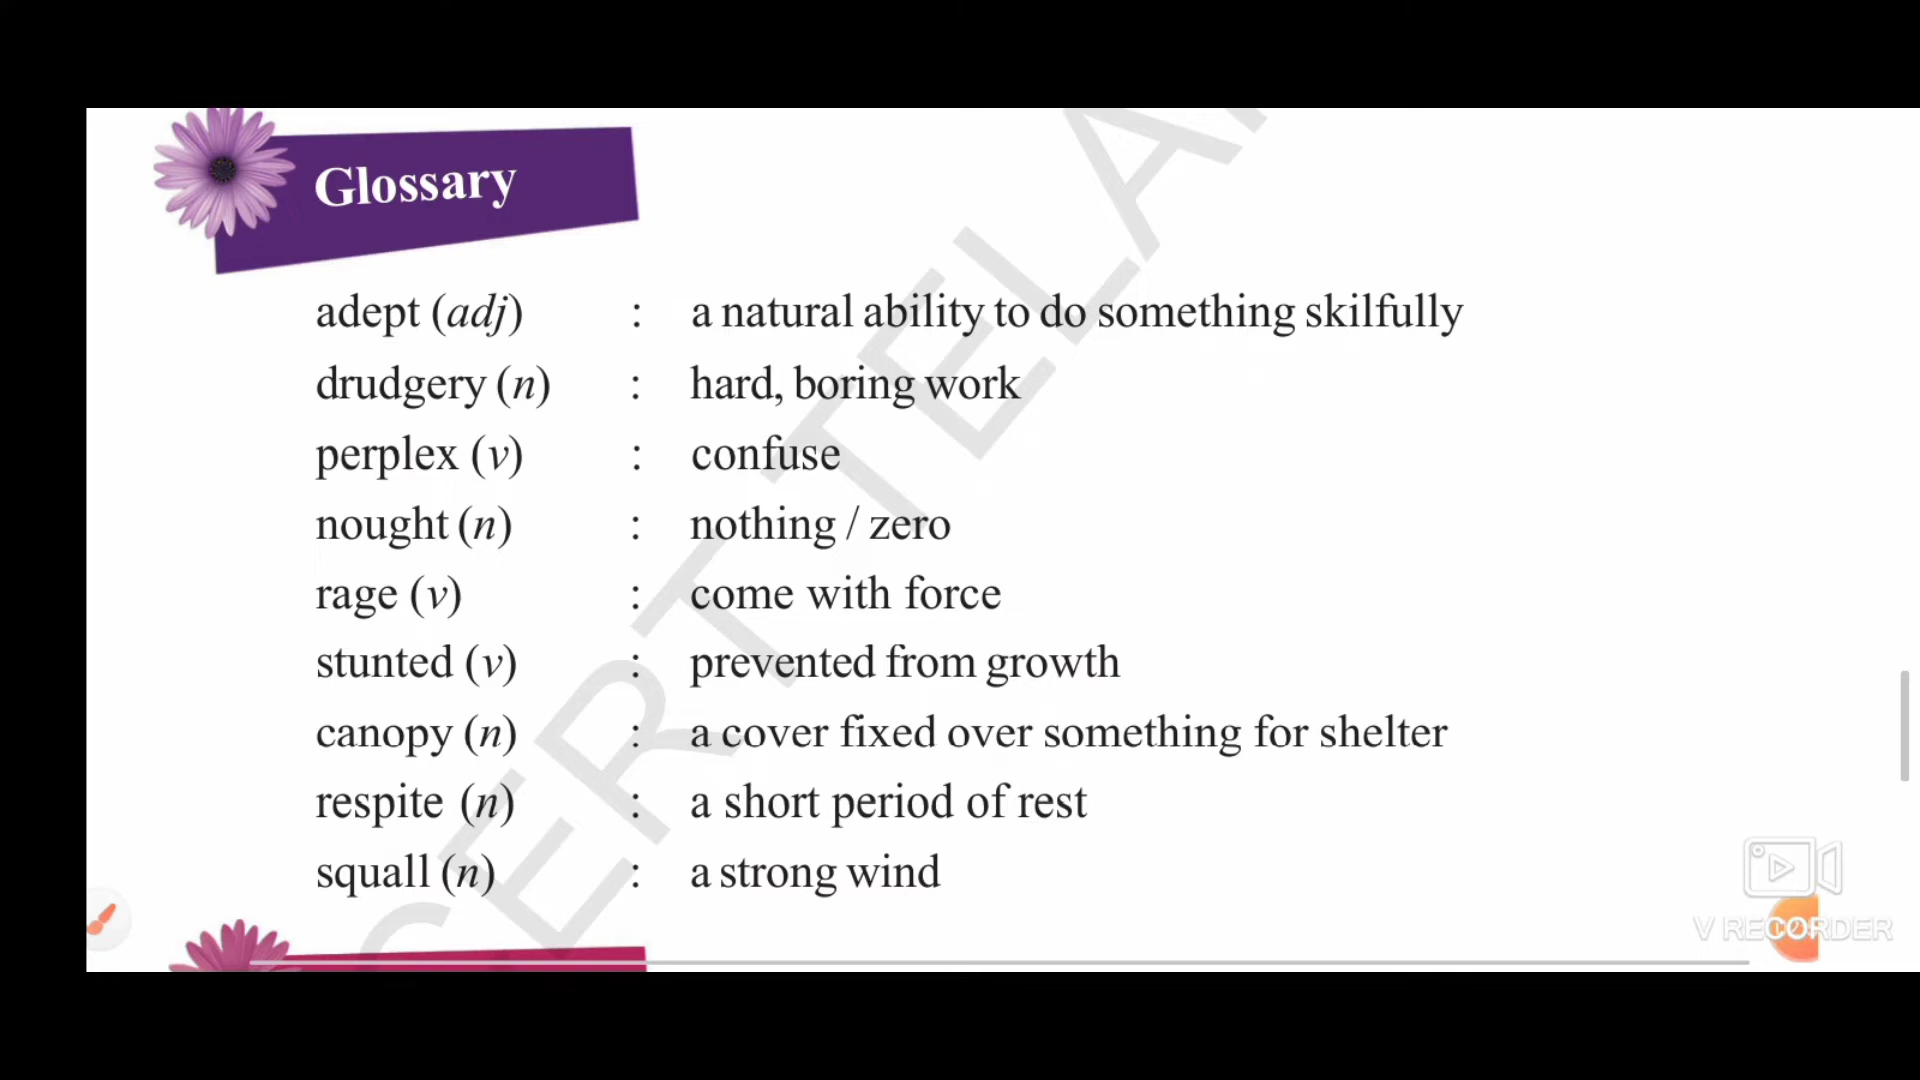 Glossary
adept (adj) : a natural ability to do something skilfully
drudgery (n) : hard, boring work
perplex (v) : confuse
nought (n) : nothing / zero
rage (v) : come with force
stunted (v) : prevented from growth
canopy (n) : a cover fixed over something for shelter
respite (n) : a short period of rest
squall (n) : a strong wind
CERT TELA
V RECORDER